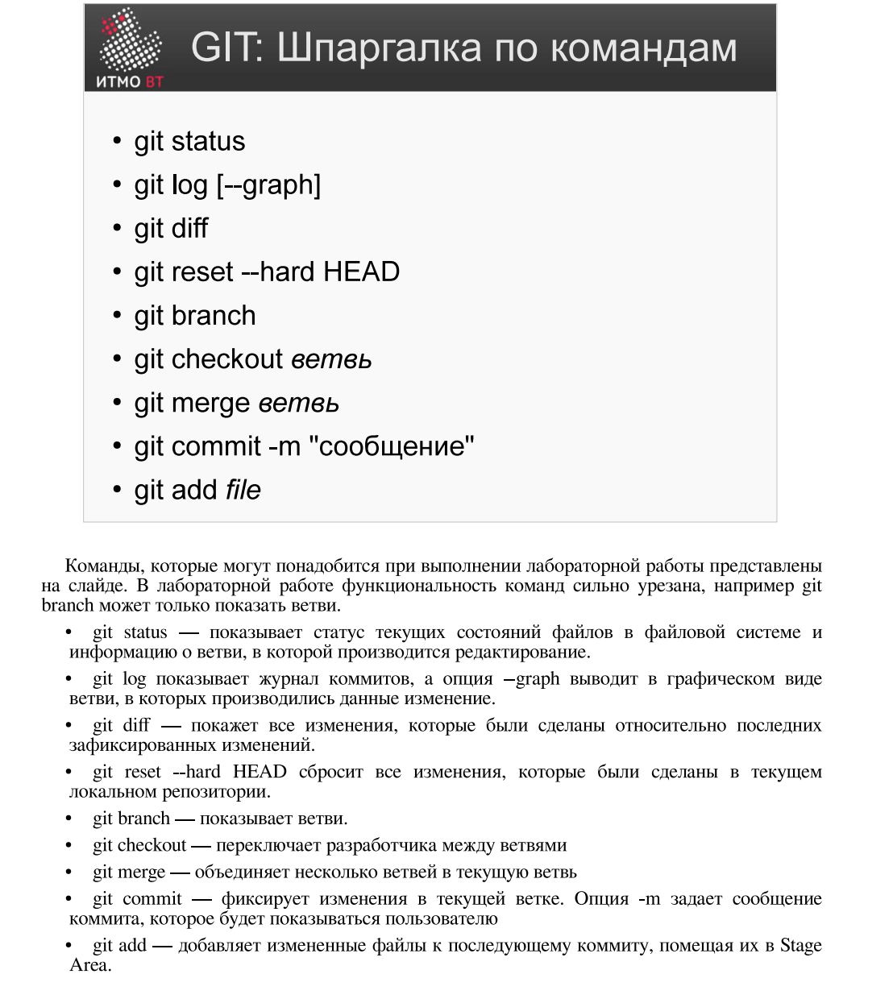 GIT: Шпаргалка по командам
ИТМО ВТ
• git status
• git log [--graph]
• git diff
• git reset --hard HEAD
• git branch
• git checkout ветвь
• git merge ветвь
• git commit -m "сообщение"
• git add file
Команды, которые могут понадобится при выполнении лабораторной работы представлены
на слайде. В лабораторной работе функциональность команд сильно урезана, например git
branch может только показать ветви.
• git status — показывает статус текущих состояний файлов в файловой системе и
информацию о ветви, в которой производится редактирование.
• git log показывает журнал коммитов, а опция –graph выводит в графическом виде
ветви, в которых производились данные изменение.
• git diff — покажет все изменения, которые были сделаны относительно последних
зафиксированных изменений.
• git reset --hard HEAD сбросит все изменения, которые были сделаны в текущем
локальном репозитории.
• git branch — показывает ветви.
• git checkout — переключает разработчика между ветвями
• git merge — объединяет несколько ветвей в текущую ветвь
• git commit — фиксирует изменения в текущей ветке. Опция -m задает сообщение
коммита, которое будет показываться пользователю
• git add — добавляет измененные файлы к последующему коммиту, помещая их в Stage
Area.